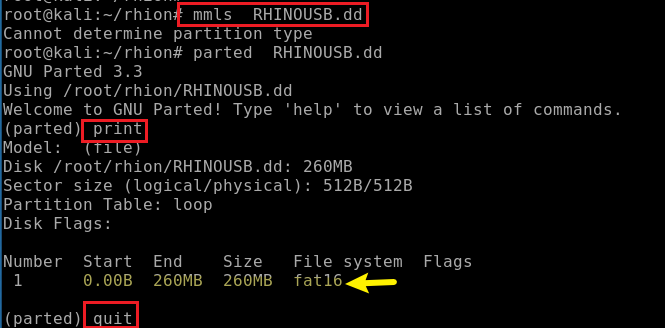 root@kali:~/rhion# mmls  RHINOUSB.dd
Cannot determine partition type
root@kali:~/rhion# parted  RHINOUSB.dd
GNU Parted 3.3
Using /root/rhion/RHINOUSB.dd
Welcome to GNU Parted! Type 'help' to view a list of commands.
(parted) print
Model:  (file)
Disk /root/rhion/RHINOUSB.dd: 260MB
Sector size (logical/physical): 512B/512B
Partition Table: loop
Disk Flags:
Number  Start  End    Size   File system  Flags
 1      0.00B  260MB  260MB  fat16
(parted) quit